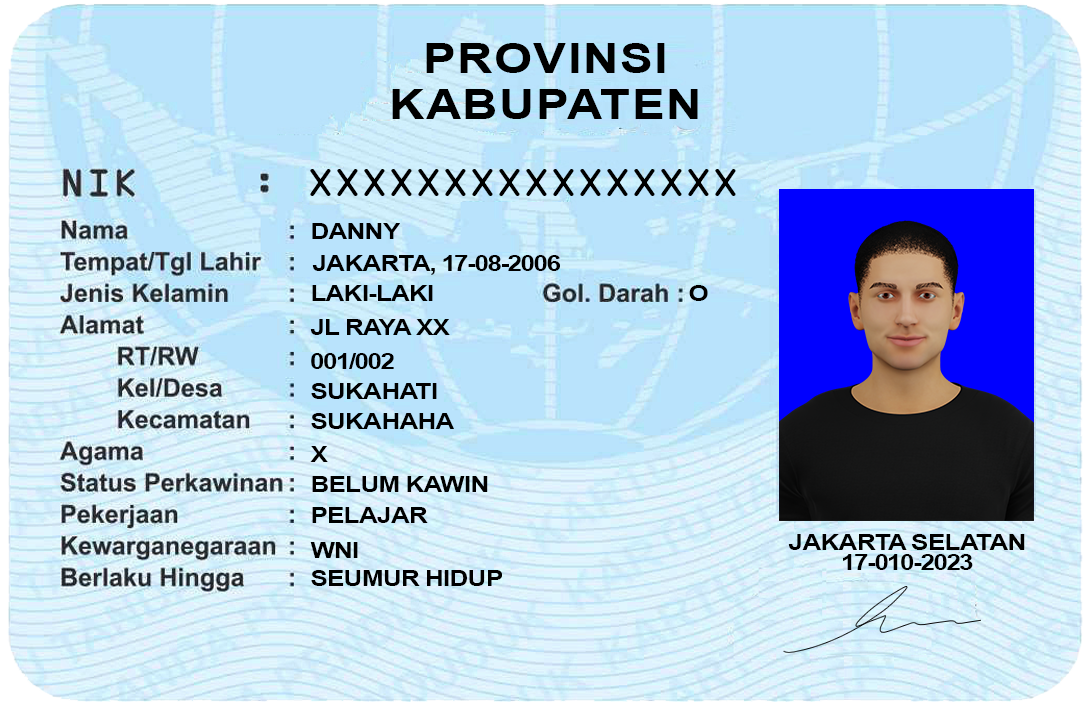 PROVINSI
KABUPATEN
NIK : XXXXXXXXXXXXXXXX
Nama : DANNY
Tempat/Tgl Lahir : JAKARTA, 17-08-2006
Jenis Kelamin : LAKI-LAKI Gol. Darah : O
Alamat : JL RAYA XX
RT/RW : 001/002
Kel/Desa : SUKAHATI
Kecamatan : SUKAHAHA
Agama : X
Status Perkawinan : BELUM KAWIN
Pekerjaan : PELAJAR
Kewarganegaraan : WNI
Berlaku Hingga : SEUMUR HIDUP
JAKARTA SELATAN
17-010-2023